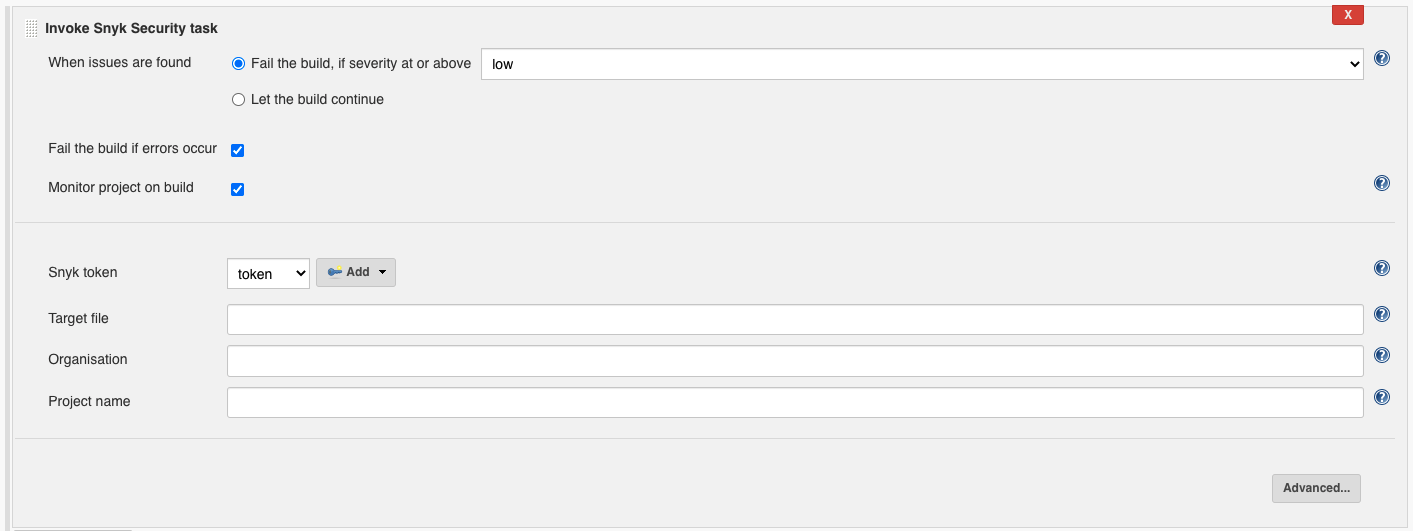 X
Invoke Snyk Security task
When issues are found
Fail the build, if severity at or above
low
?
Let the build continue
Fail the build if errors occur
Monitor project on build
?
Snyk token
token
Add
?
Target file
?
Organisation
?
Project name
?
Advanced...